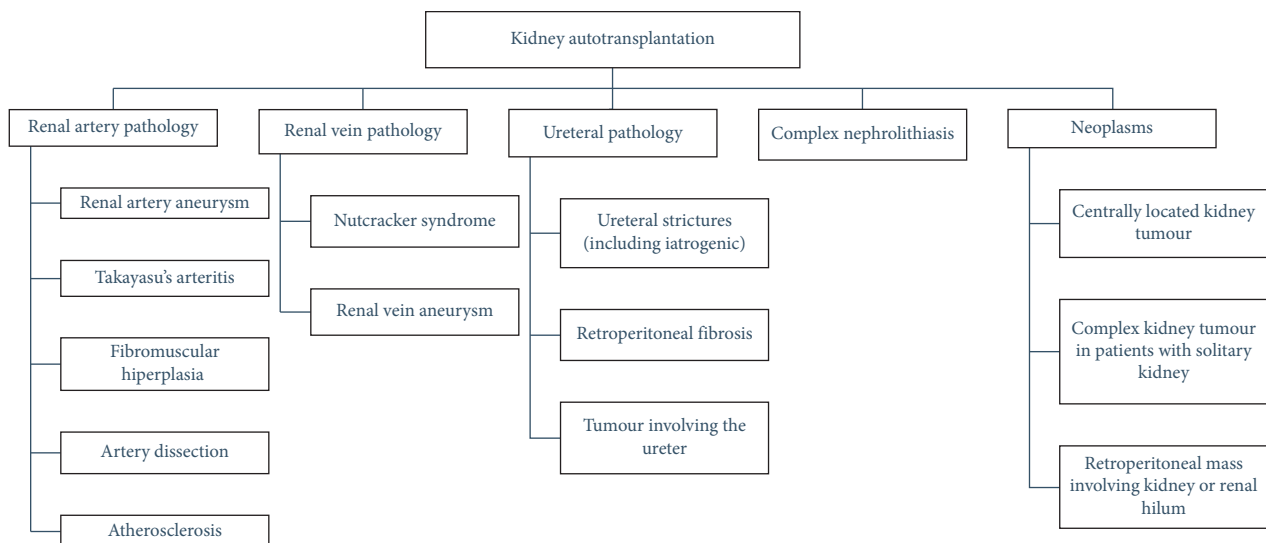 Kidney autotransplantation
Renal artery pathology
Renal artery aneurysm
Takayasu's arteritis
Fibromuscular
hiperplasia
Artery dissection
Atherosclerosis
Renal vein pathology
Nutcracker syndrome
Renal vein aneurysm
Ureteral pathology
Ureteral strictures
(including iatrogenic)
Retroperitoneal fibrosis
Tumour involving the
ureter
Complex nephrolithiasis
Neoplasms
Centrally located kidney
tumour
Complex kidney tumour
in patients with solitary
kidney
Retroperitoneal mass
involving kidney or renal
hilum